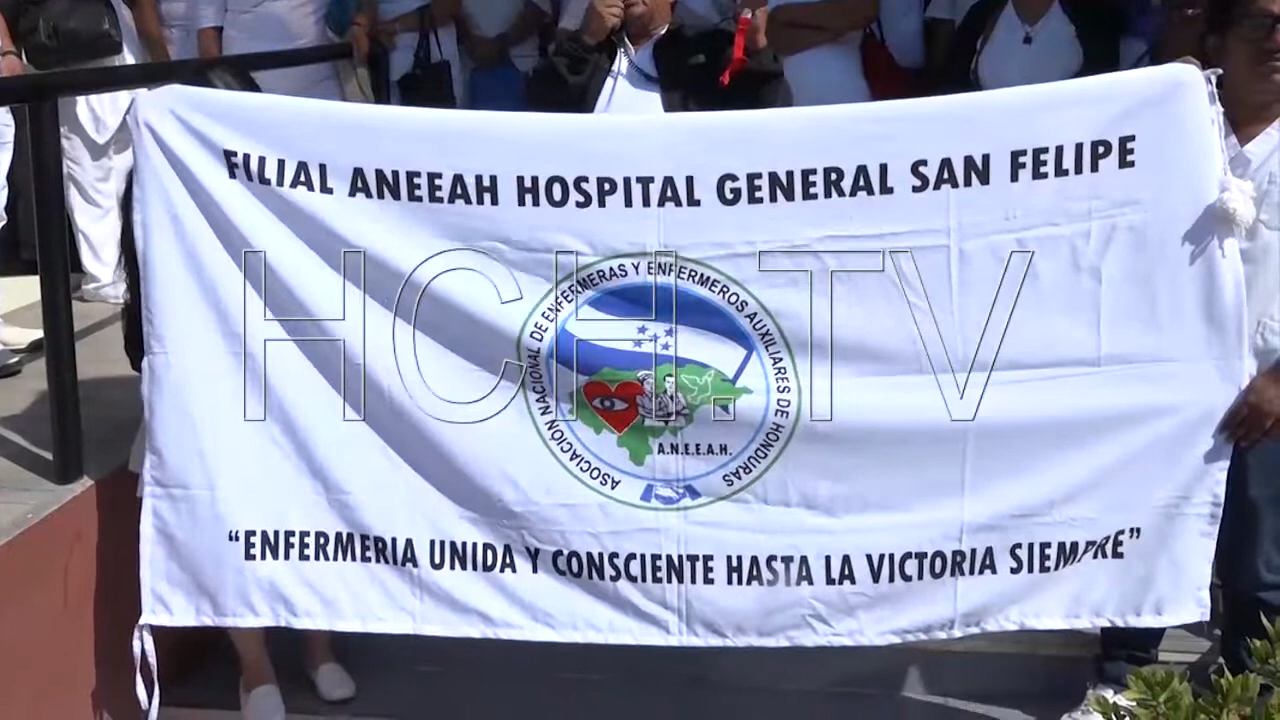 FILIAL ANEEAH HOSPITAL GENERAL SAN FELIPE
HCH.TV
ASOCIACIÓN NACIONAL DE ENFERMERAS Y ENFERMEROS AUXILIARES DE HONDURAS
A.N.E.E.A.H.
“ENFERMERIA UNIDA Y CONSCIENTE HASTA LA VICTORIA SIEMPRE”